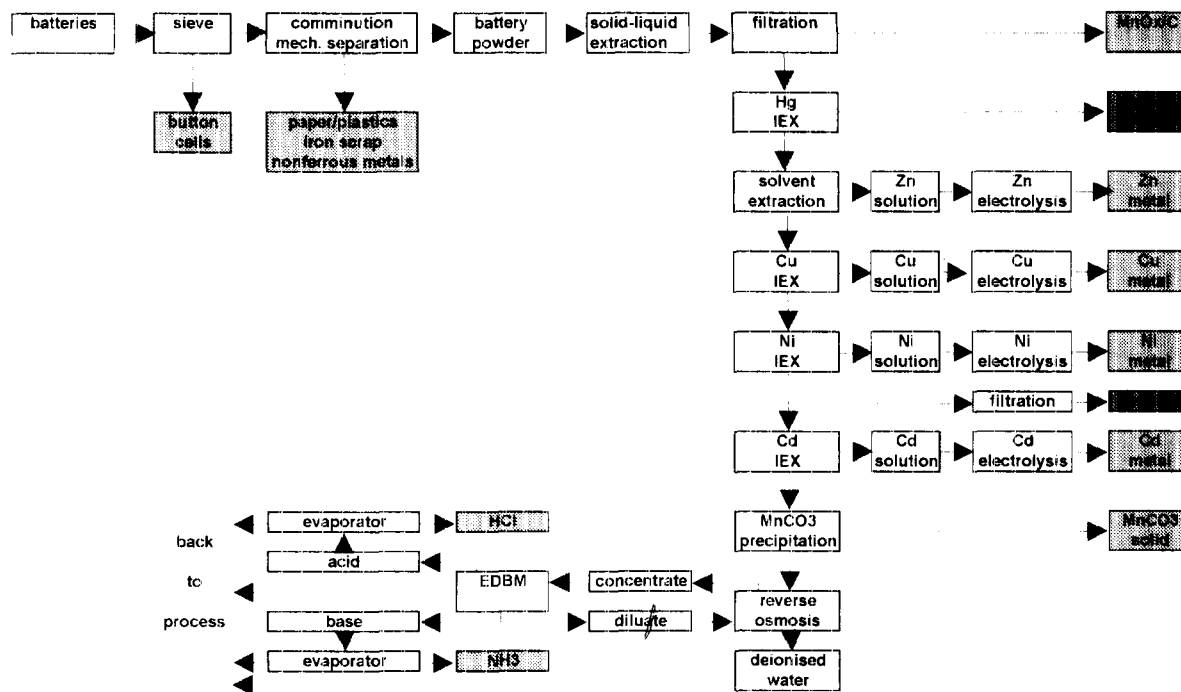 batteries
sieve
comminution
mech. separation
battery
powder
solid-liquid
extraction
filtration
MnOx/C
button
cells
paper/plastics
iron scrap
nonferrous metals
Hg
IEX
solvent
extraction
Zn
solution
Zn
electrolysis
Zn
metal
Cu
IEX
Cu
solution
Cu
electrolysis
Cu
metal
Ni
IEX
Ni
solution
Ni
electrolysis
Ni
metal
filtration
Cd
IEX
Cd
solution
Cd
electrolysis
Cd
metal
MnCO3
precipitation
MnCO3
solid
evaporator
HCl
back
acid
to
EDBM
concentrate
reverse
osmosis
process
base
diluate
evaporator
NH3
deionised
water